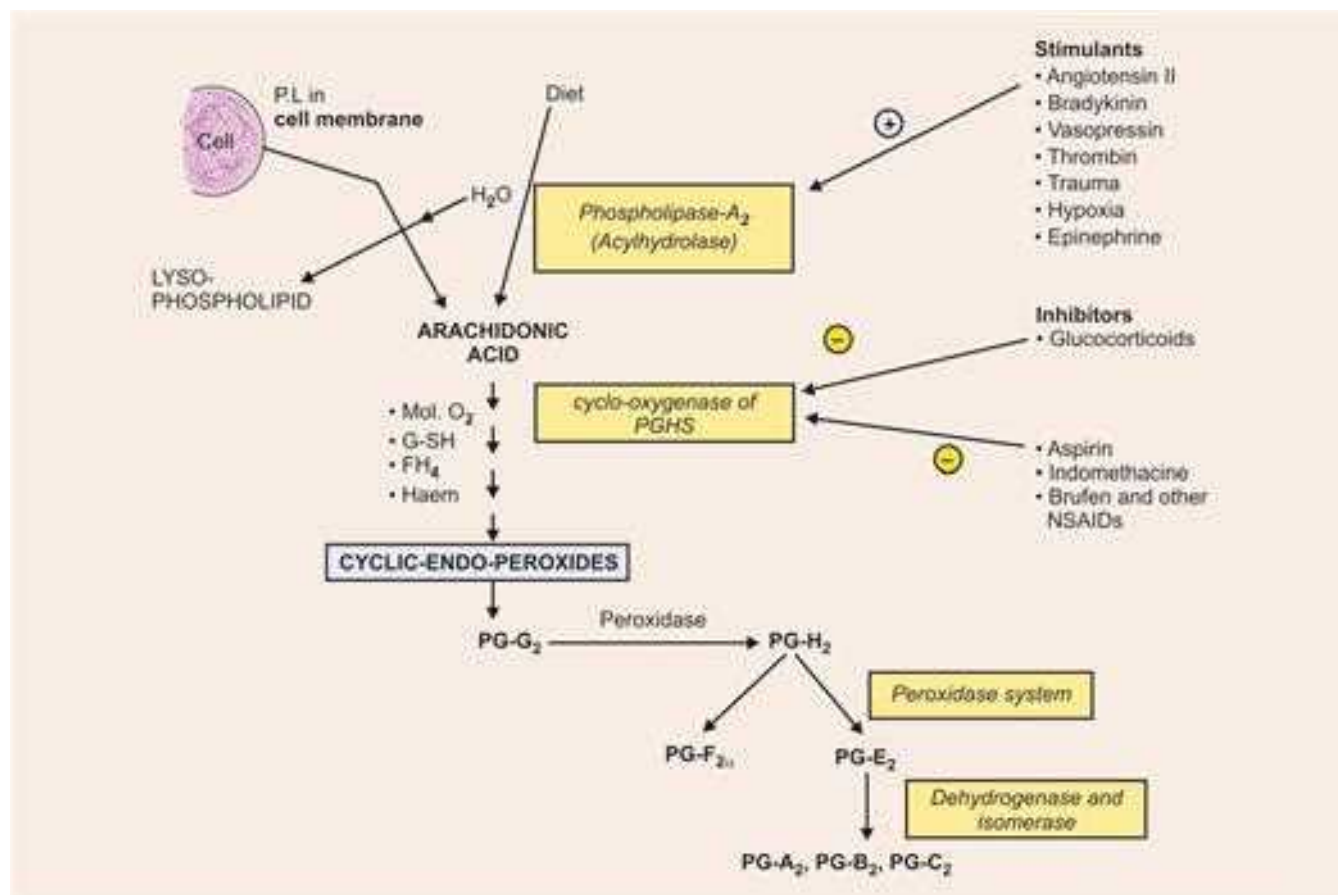 Stimulants
• Angiotensin II
• Bradykinin
• Vasopressin
• Thrombin
• Trauma
• Hypoxia
• Epinephrine
P.L in
cell membrane
Cell
Diet
+
H₂O
Phospholipase-A₂
(Acylhydrolase)
LYSO-
PHOSPHOLIPID
ARACHIDONIC
ACID
Inhibitors
• Glucocorticoids
–
cyclo-oxygenase of
PGHS
• Mol. O₂
• G-SH
• FH₄
• Haem
–
• Aspirin
• Indomethacine
• Brufen and other
NSAIDs
CYCLIC-ENDO-PEROXIDES
PG-G₂
Peroxidase
PG-H₂
Peroxidase system
PG-F₂α
PG-E₂
Dehydrogenase and
isomerase
PG-A₂, PG-B₂, PG-C₂